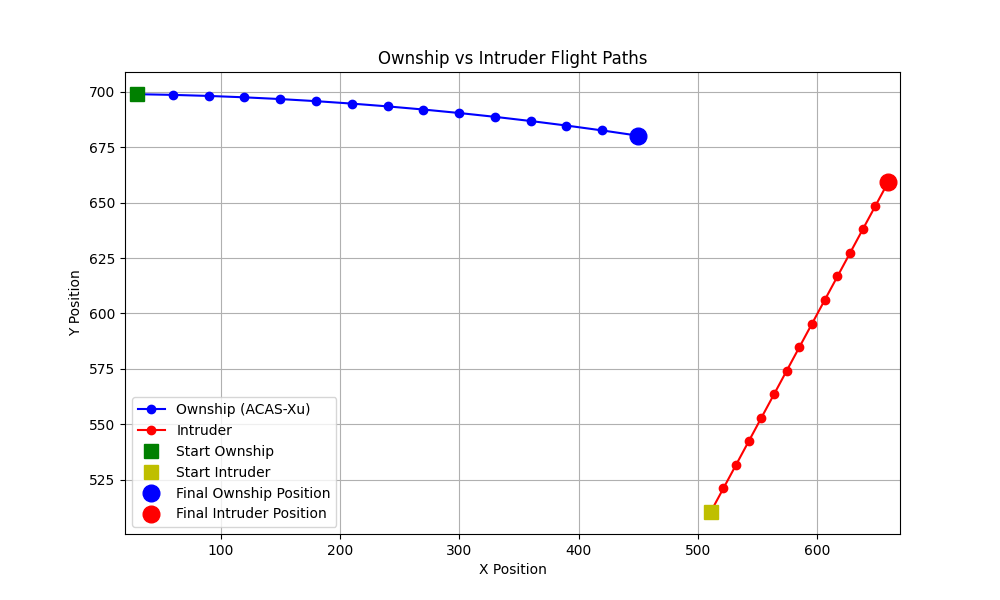 Ownship vs Intruder Flight Paths
Y Position
700
675
650
625
600
575
550
525
Ownship (ACAS-Xu)
Intruder
Start Ownship
Start Intruder
Final Ownship Position
Final Intruder Position
100 200 300 400 500 600
X Position